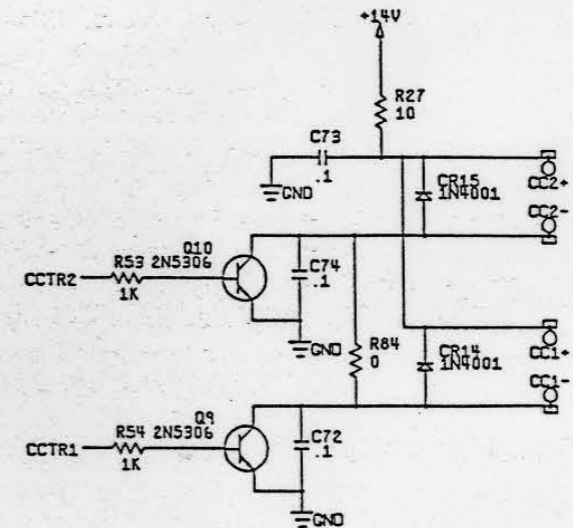 +14V
R27
10
C73
.1
GND
CR15
1N4001
CC2+
CC2-
Q10
R53 2N5306
CCTR2
1K
C74
.1
GND
R84
0
CR14
1N4001
CC1+
CC1-
Q9
R54 2N5306
CCTR1
1K
C72
.1
GND